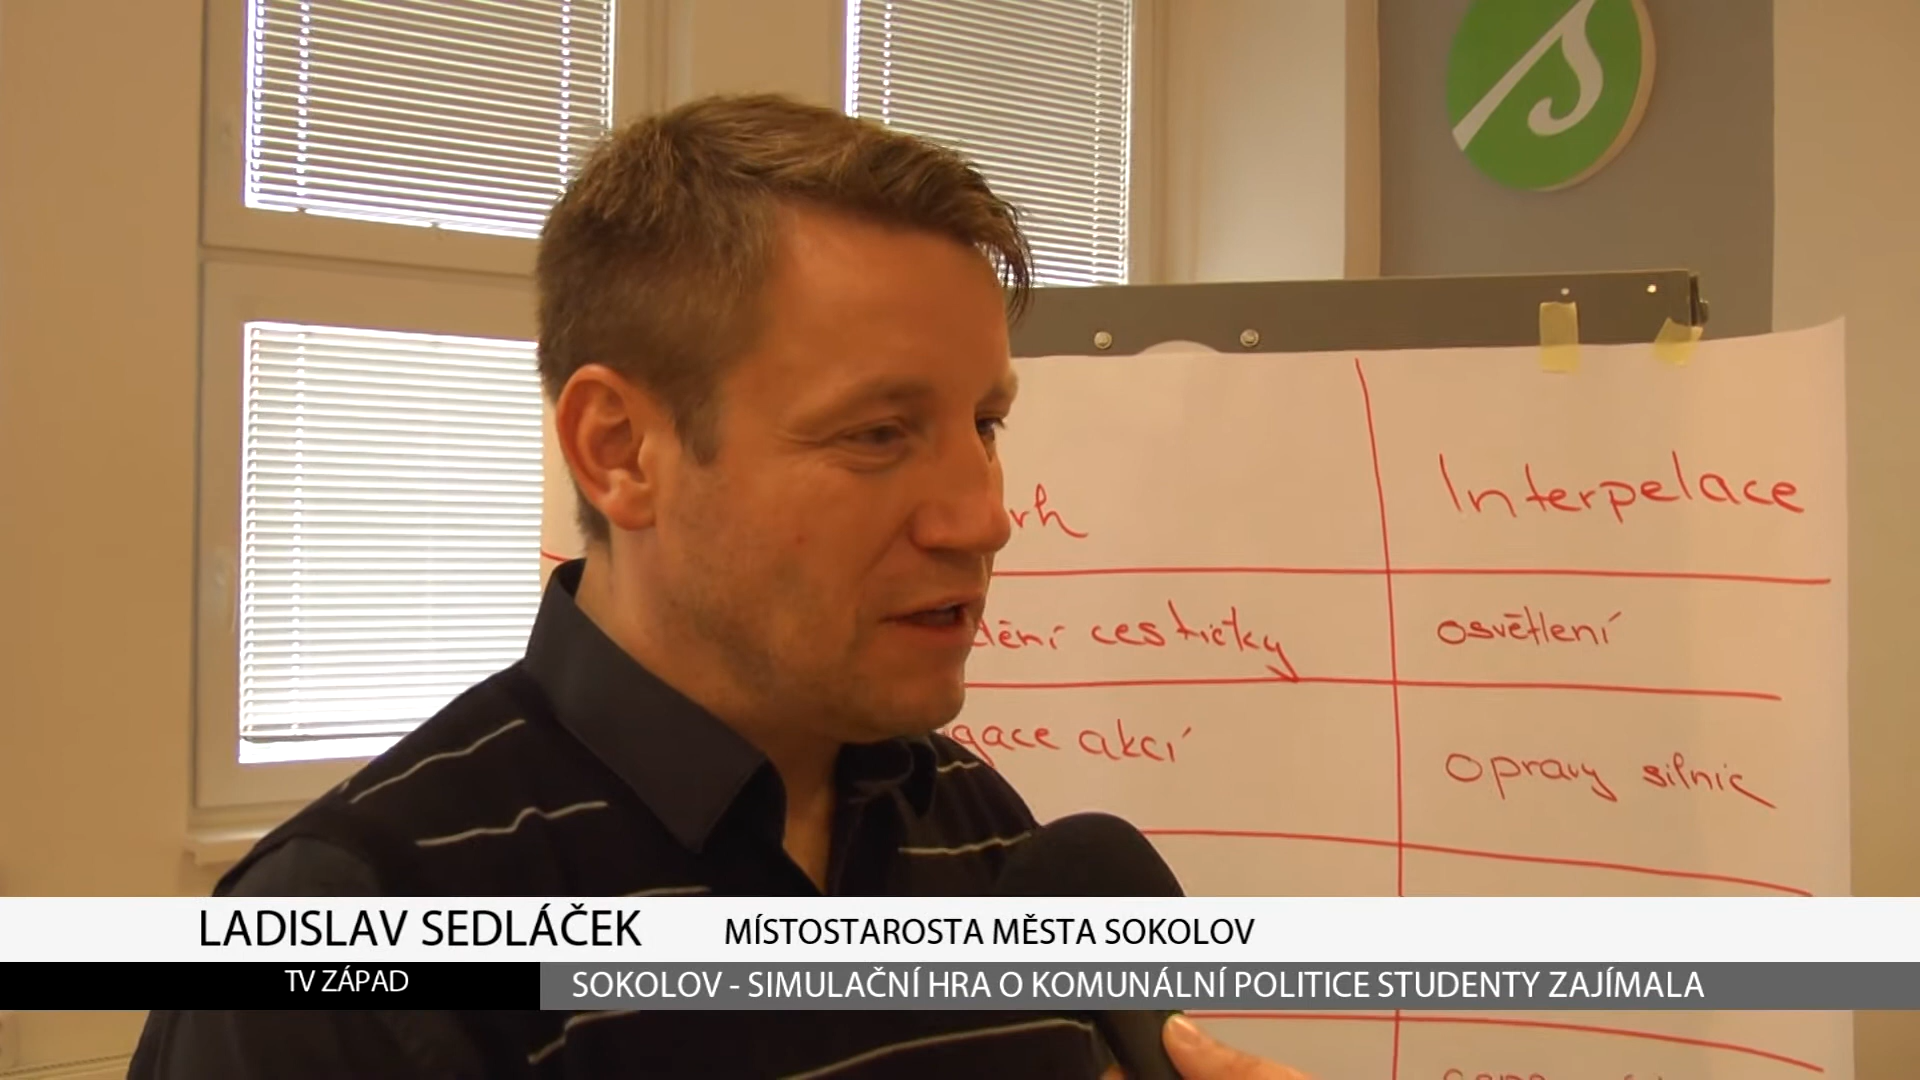 Interpelace
cestičky
osvětlení
akcí
opravy silnic
LADISLAV SEDLÁČEK
MÍSTOSTAROSTA MĚSTA SOKOLOV
TV ZÁPAD
SOKOLOV - SIMULAČNÍ HRA O KOMUNÁLNÍ POLITICE STUDENTY ZAJÍMALA